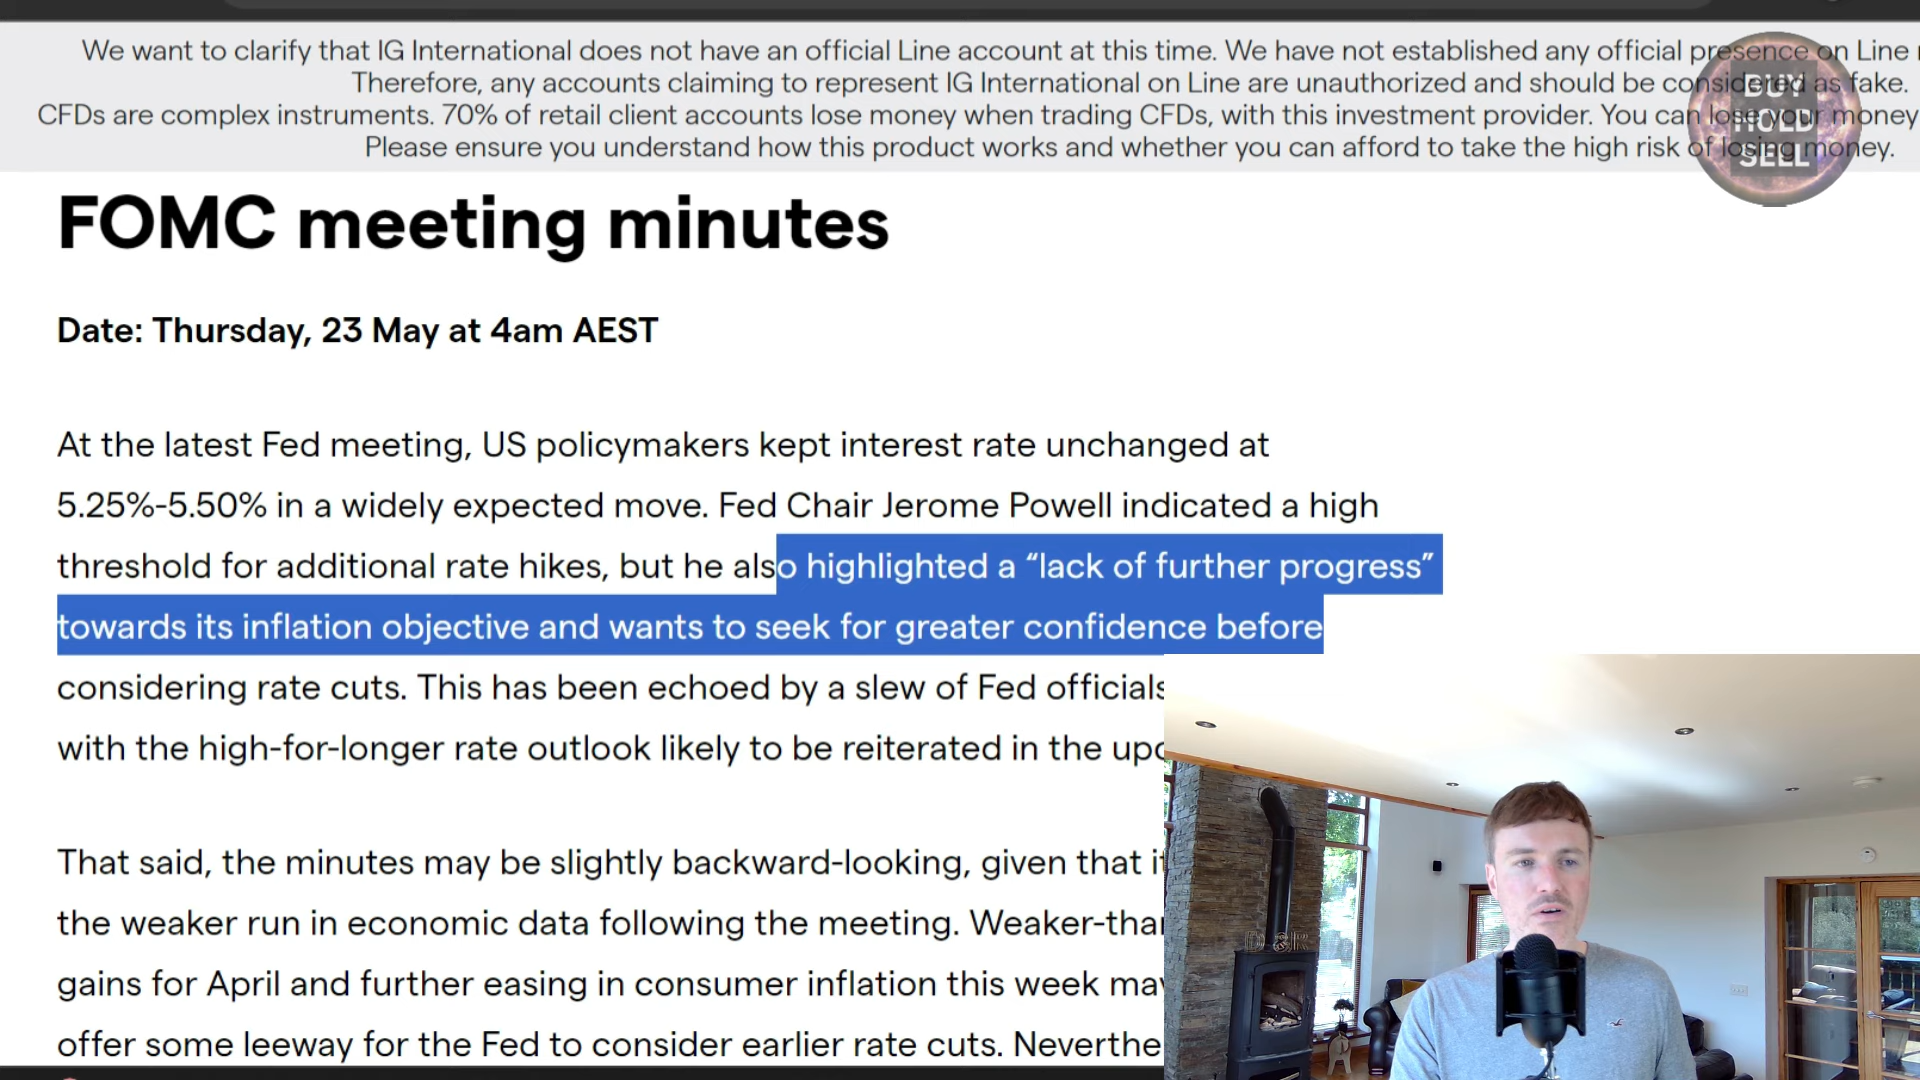 We want to clarify that IG International does not have an official Line account at this time. We have not established any official presence on Line
Therefore, any accounts claiming to represent IG International on Line are unauthorized and should be considered as fake.
CFDs are complex instruments. 70% of retail client accounts lose money when trading CFDs, with this investment provider. You can lose your money
Please ensure you understand how this product works and whether you can afford to take the high risk of losing money.
BUY
HOLD
SELL
FOMC meeting minutes
Date: Thursday, 23 May at 4am AEST
At the latest Fed meeting, US policymakers kept interest rate unchanged at
5.25%-5.50% in a widely expected move. Fed Chair Jerome Powell indicated a high
threshold for additional rate hikes, but he also highlighted a “lack of further progress”
towards its inflation objective and wants to seek for greater confidence before
considering rate cuts. This has been echoed by a slew of Fed officials
with the high-for-longer rate outlook likely to be reiterated in the
That said, the minutes may be slightly backward-looking, given that
the weaker run in economic data following the meeting.
gains for April and further easing in consumer inflation this week
offer some leeway for the Fed to consider earlier rate cuts.